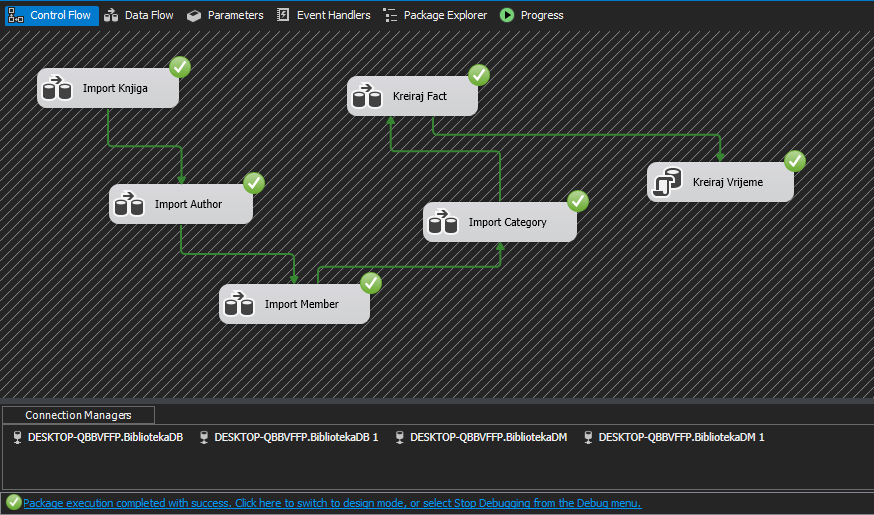 Control Flow Data Flow Parameters Event Handlers Package Explorer Progress
Import Knjiga
Kreiraj Fact
Kreiraj Vrijeme
Import Author
Import Category
Import Member
Connection Managers
DESKTOP-QBBVFFP.BibliotekaDB DESKTOP-QBBVFFP.BibliotekaDB 1 DESKTOP-QBBVFFP.BibliotekaDM DESKTOP-QBBVFFP.BibliotekaDM 1
Package execution completed with success. Click here to switch to design mode, or select Stop Debugging from the Debug menu.